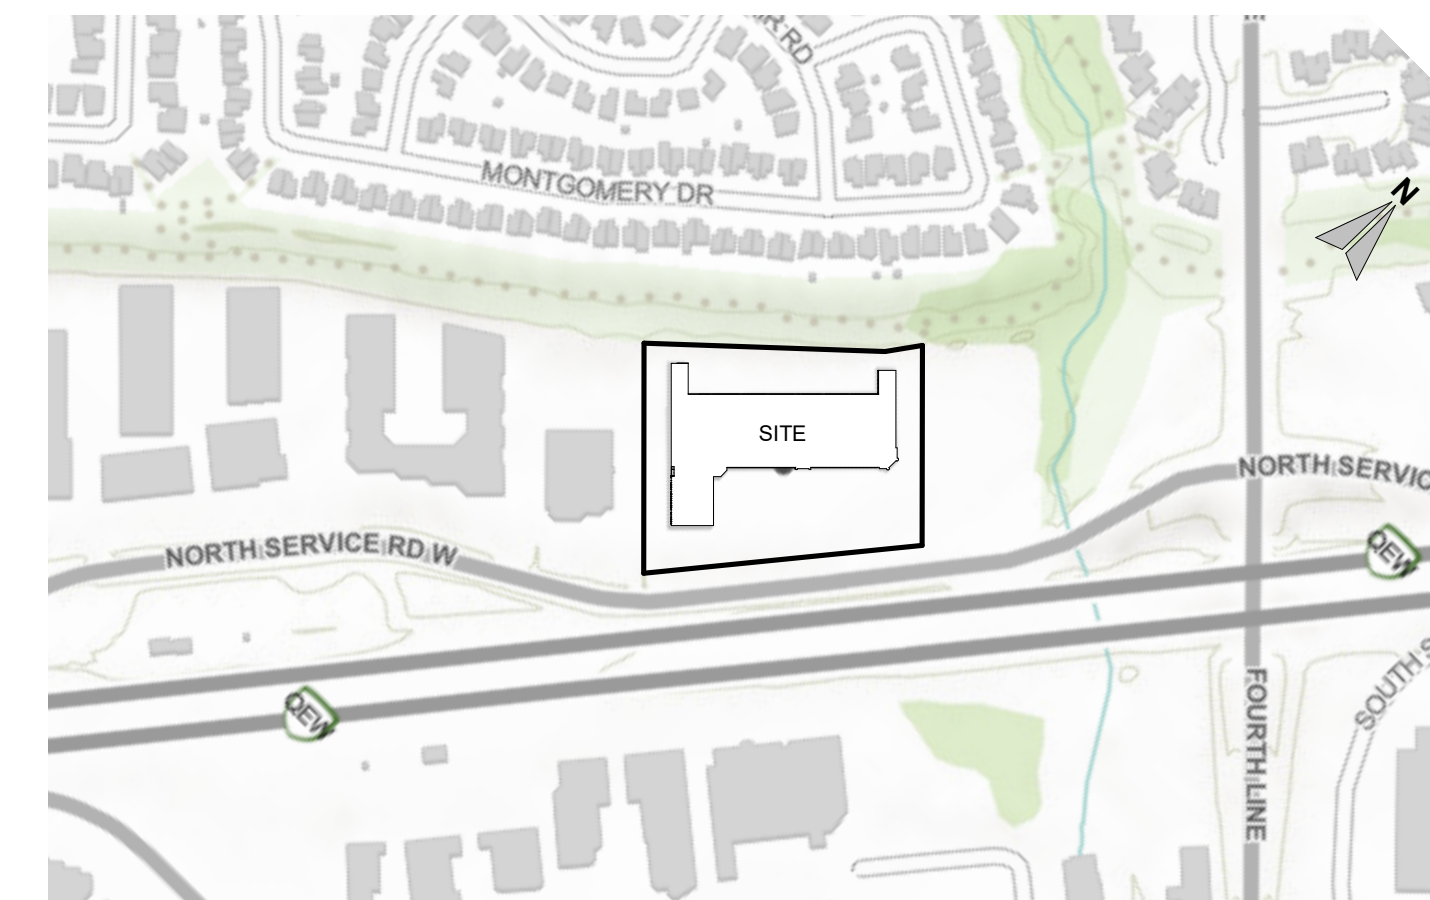 MONTGOMERY DR
N
SITE
NORTH SERVIC
NORTH SERVICE RD W
QEW
QEW
FOURTH LINE
SOUTH S